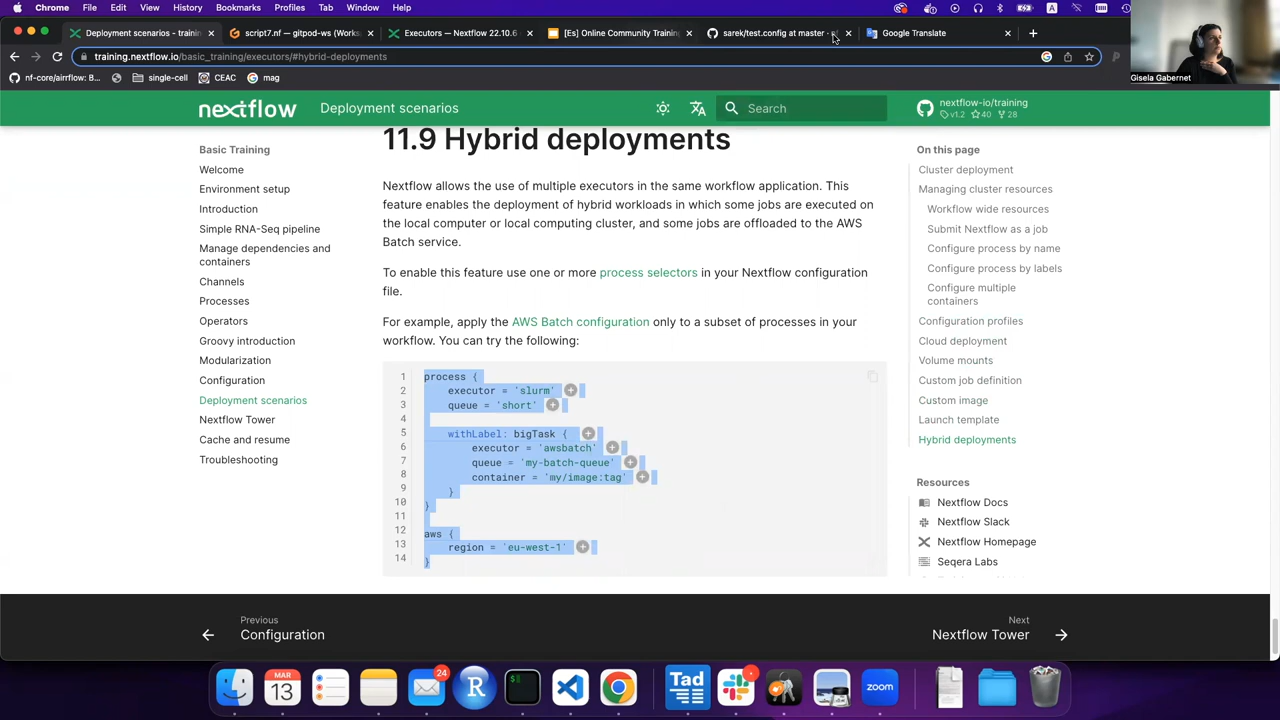 Chrome File Edit View History Bookmarks Profiles Tab Window Help
Deployment scenarios - trainin
script7.nf — gitpod-ws (Works
Executors — Nextflow 22.10.6
[Es] Online Community Training
sarek/test.config at master ·
Google Translate
training.nextflow.io/basic_training/executors/#hybrid-deployments
nf-core/airrflow: B...
single-cell
CEAC
mag
Gisela Gabernet
nextflow
Deployment scenarios
Search
nextflow-io/training
v1.2 40 28
Basic Training
Welcome
Environment setup
Introduction
Simple RNA-Seq pipeline
Manage dependencies and
containers
Channels
Processes
Operators
Groovy introduction
Modularization
Configuration
Deployment scenarios
Nextflow Tower
Cache and resume
Troubleshooting
11.9 Hybrid deployments
Nextflow allows the use of multiple executors in the same workflow application. This
feature enables the deployment of hybrid workloads in which some jobs are executed on
the local computer or local computing cluster, and some jobs are offloaded to the AWS
Batch service.
To enable this feature use one or more process selectors in your Nextflow configuration
file.
For example, apply the AWS Batch configuration only to a subset of processes in your
workflow. You can try the following:
1 process {
2 executor = 'slurm'
3 queue = 'short'
4
5 withLabel: bigTask {
6 executor = 'awsbatch'
7 queue = 'my-batch-queue'
8 container = 'my/image:tag'
9 }
10 }
11
12 aws {
13 region = 'eu-west-1'
14 }
On this page
Cluster deployment
Managing cluster resources
Workflow wide resources
Submit Nextflow as a job
Configure process by name
Configure process by labels
Configure multiple
containers
Configuration profiles
Cloud deployment
Volume mounts
Custom job definition
Custom image
Launch template
Hybrid deployments
Resources
Nextflow Docs
Nextflow Slack
Nextflow Homepage
Seqera Labs
Previous
Configuration
Next
Nextflow Tower
MAR
13
24
R
Tad
zoom